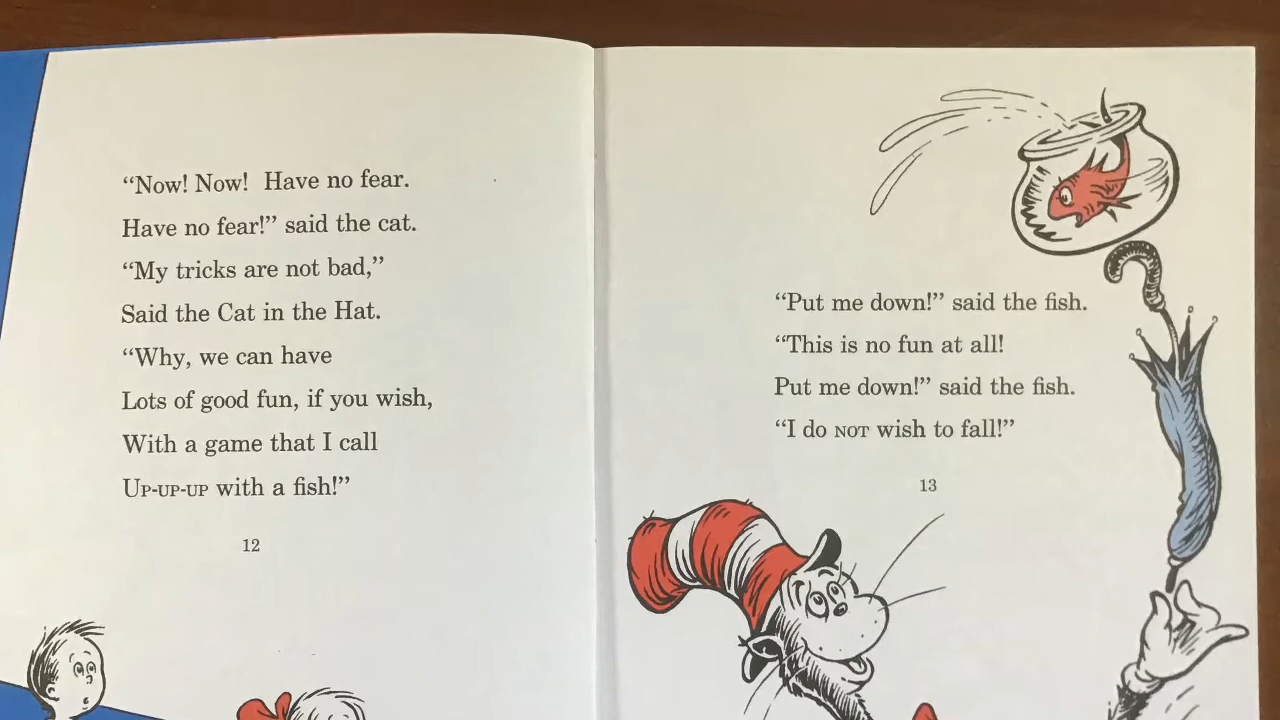 “Now! Now! Have no fear.
Have no fear!” said the cat.
“My tricks are not bad,”
Said the Cat in the Hat.
“Why, we can have
Lots of good fun, if you wish,
With a game that I call
UP-UP-UP with a fish!”
12
“Put me down!” said the fish.
“This is no fun at all!
Put me down!” said the fish.
“I do NOT wish to fall!”
13